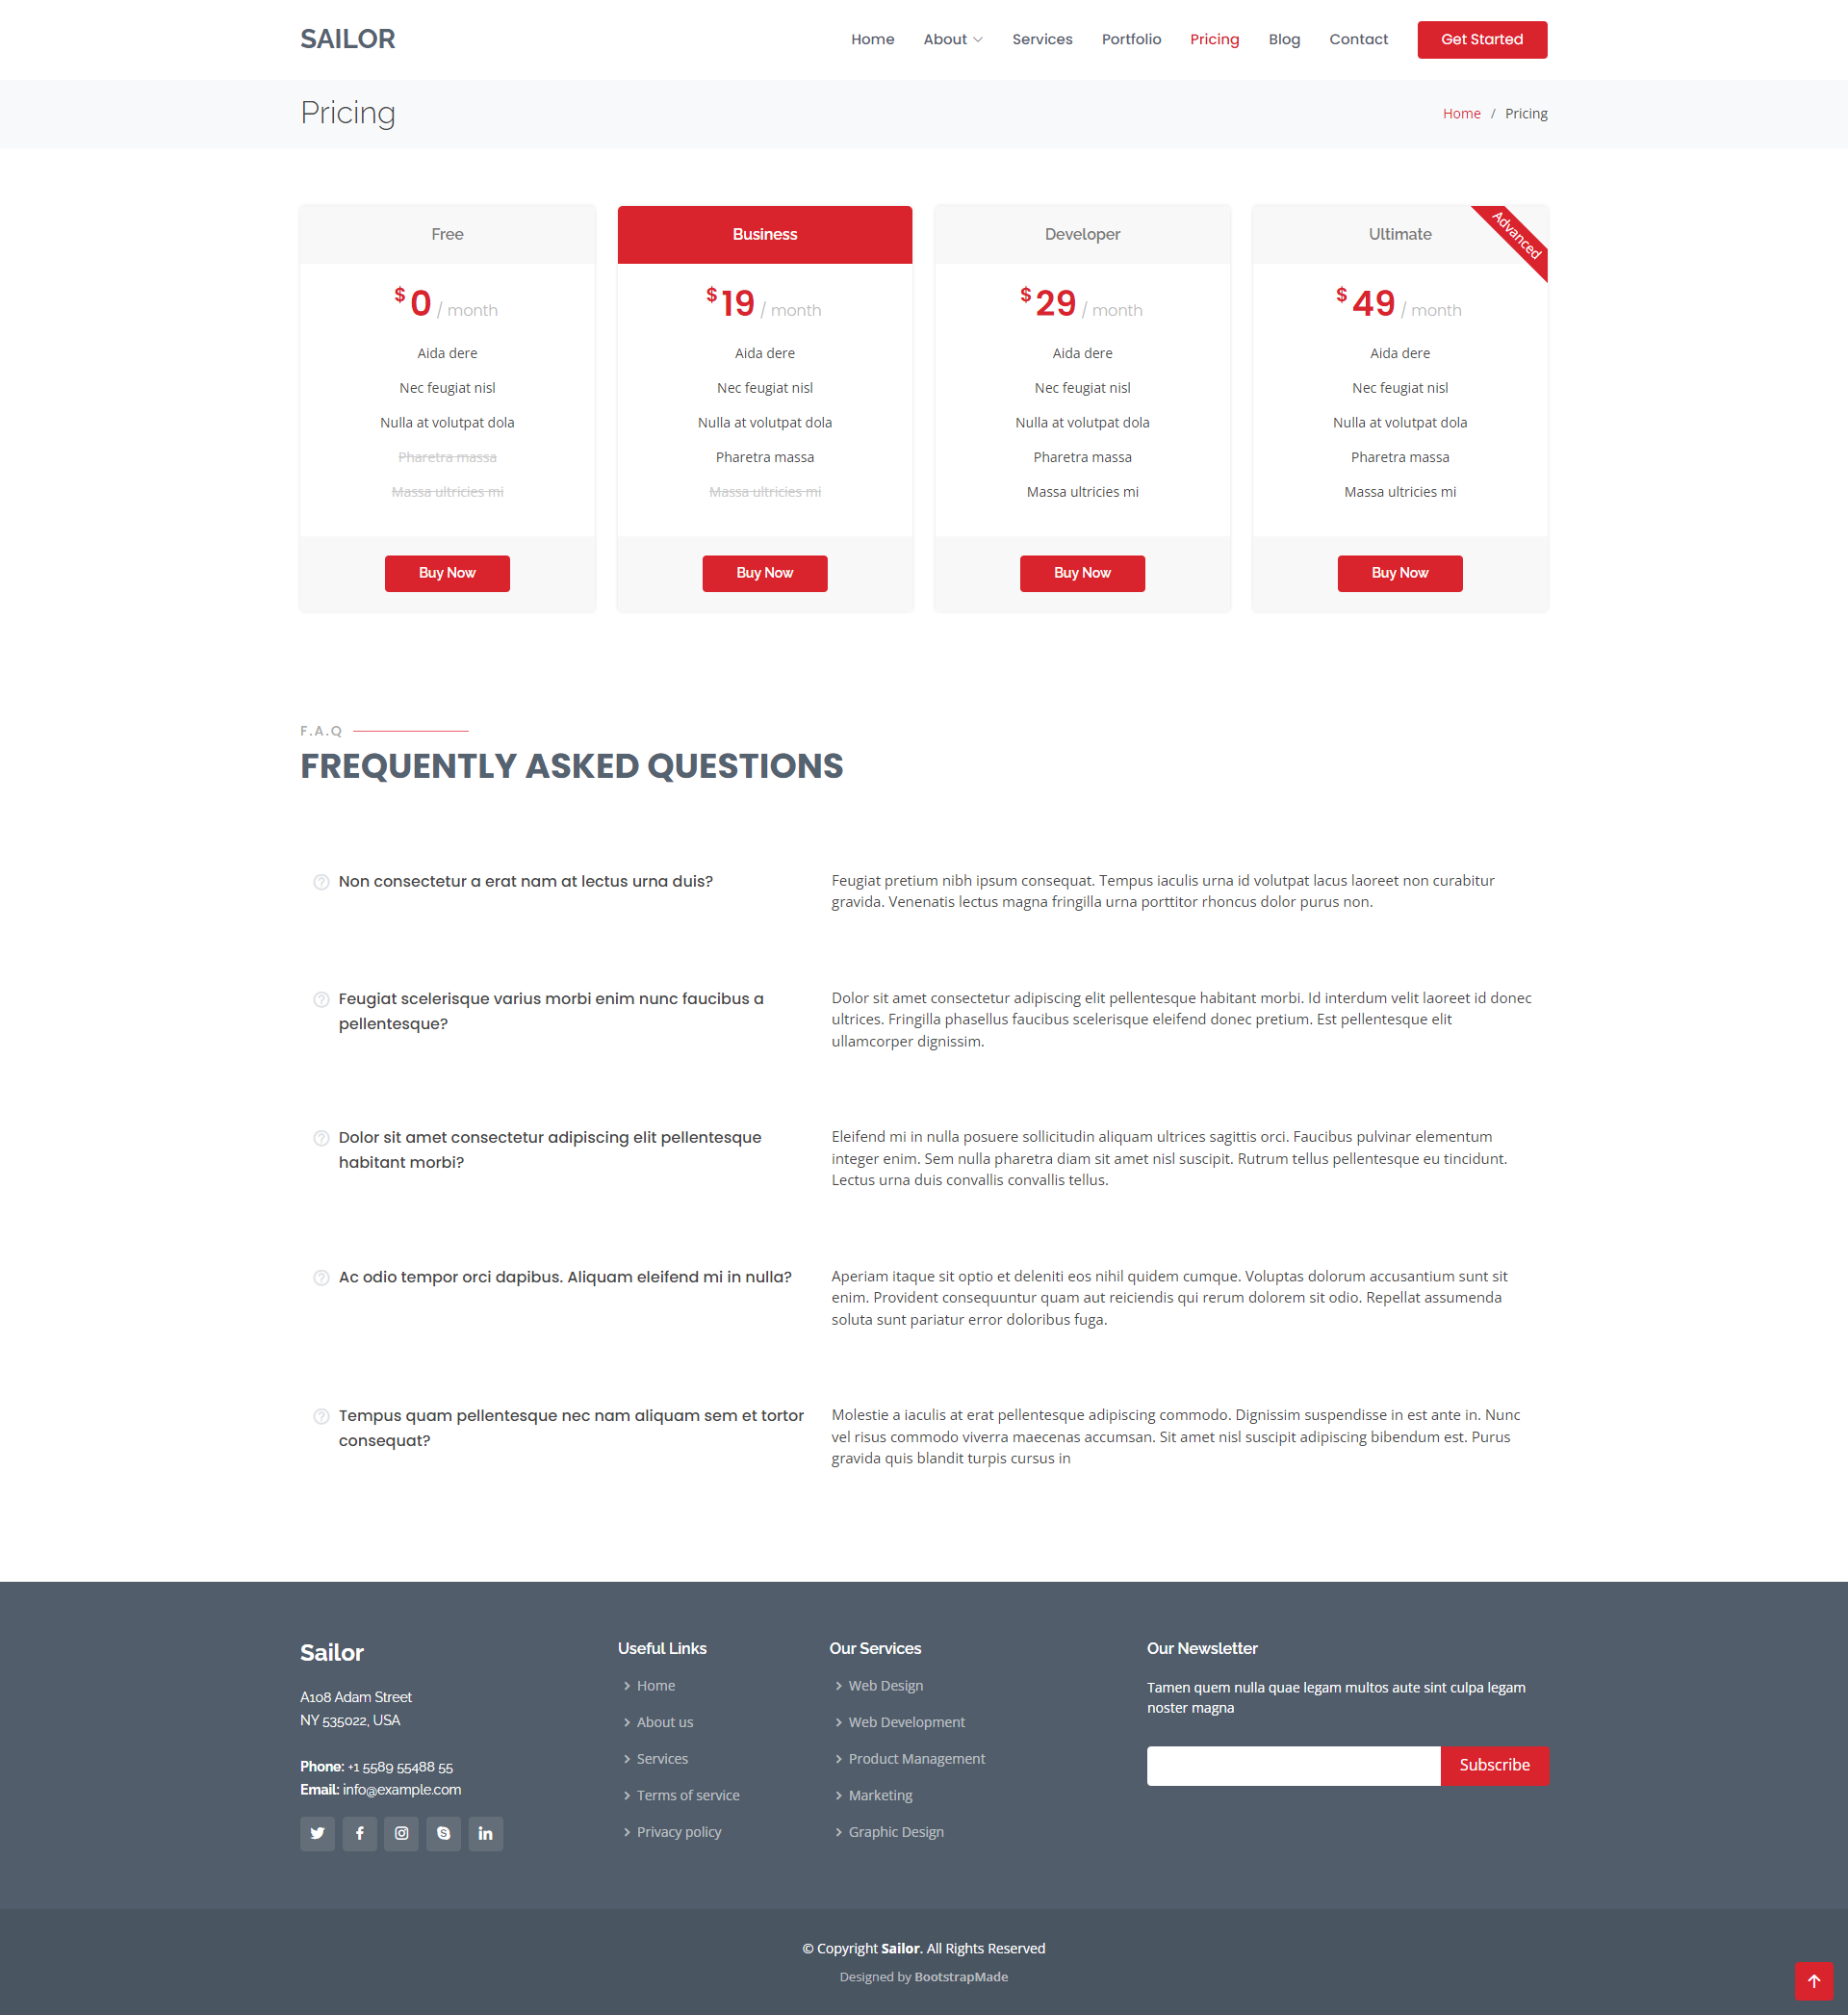 SAILOR
Home About Services Portfolio Pricing Blog Contact Get Started
Pricing
Home / Pricing
Free
$0 / month
Aida dere
Nec feugiat nisl
Nulla at volutpat dola
Pharetra massa
Massa ultricies mi
Buy Now
Business
$19 / month
Aida dere
Nec feugiat nisl
Nulla at volutpat dola
Pharetra massa
Massa ultricies mi
Buy Now
Developer
$29 / month
Aida dere
Nec feugiat nisl
Nulla at volutpat dola
Pharetra massa
Massa ultricies mi
Buy Now
Advanced
Ultimate
$49 / month
Aida dere
Nec feugiat nisl
Nulla at volutpat dola
Pharetra massa
Massa ultricies mi
Buy Now
F.A.Q
FREQUENTLY ASKED QUESTIONS
Non consectetur a erat nam at lectus urna duis?
Feugiat pretium nibh ipsum consequat. Tempus iaculis urna id volutpat lacus laoreet non curabitur
gravida. Venenatis lectus magna fringilla urna porttitor rhoncus dolor purus non.
Feugiat scelerisque varius morbi enim nunc faucibus a
pellentesque?
Dolor sit amet consectetur adipiscing elit pellentesque habitant morbi. Id interdum velit laoreet id donec
ultrices. Fringilla phasellus faucibus scelerisque eleifend donec pretium. Est pellentesque elit
ullamcorper dignissim.
Dolor sit amet consectetur adipiscing elit pellentesque
habitant morbi?
Eleifend mi in nulla posuere sollicitudin aliquam ultrices sagittis orci. Faucibus pulvinar elementum
integer enim. Sem nulla pharetra diam sit amet nisl suscipit. Rutrum tellus pellentesque eu tincidunt.
Lectus urna duis convallis convallis tellus.
Ac odio tempor orci dapibus. Aliquam eleifend mi in nulla?
Aperiam itaque sit optio et deleniti eos nihil quidem cumque. Voluptas dolorum accusantium sunt sit
enim. Provident consequuntur quam aut reiciendis qui rerum dolorem sit odio. Repellat assumenda
soluta sunt pariatur error doloribus fuga.
Tempus quam pellentesque nec nam aliquam sem et tortor
consequat?
Molestie a iaculis at erat pellentesque adipiscing commodo. Dignissim suspendisse in est ante in. Nunc
vel risus commodo viverra maecenas accumsan. Sit amet nisl suscipit adipiscing bibendum est. Purus
gravida quis blandit turpis cursus in
Sailor
A108 Adam Street
NY 535022, USA
Phone: +1 5589 55488 55
Email: info@example.com
Useful Links
Home
About us
Services
Terms of service
Privacy policy
Our Services
Web Design
Web Development
Product Management
Marketing
Graphic Design
Our Newsletter
Tamen quem nulla quae legam multos aute sint culpa legam
noster magna
Subscribe
© Copyright Sailor. All Rights Reserved
Designed by BootstrapMade